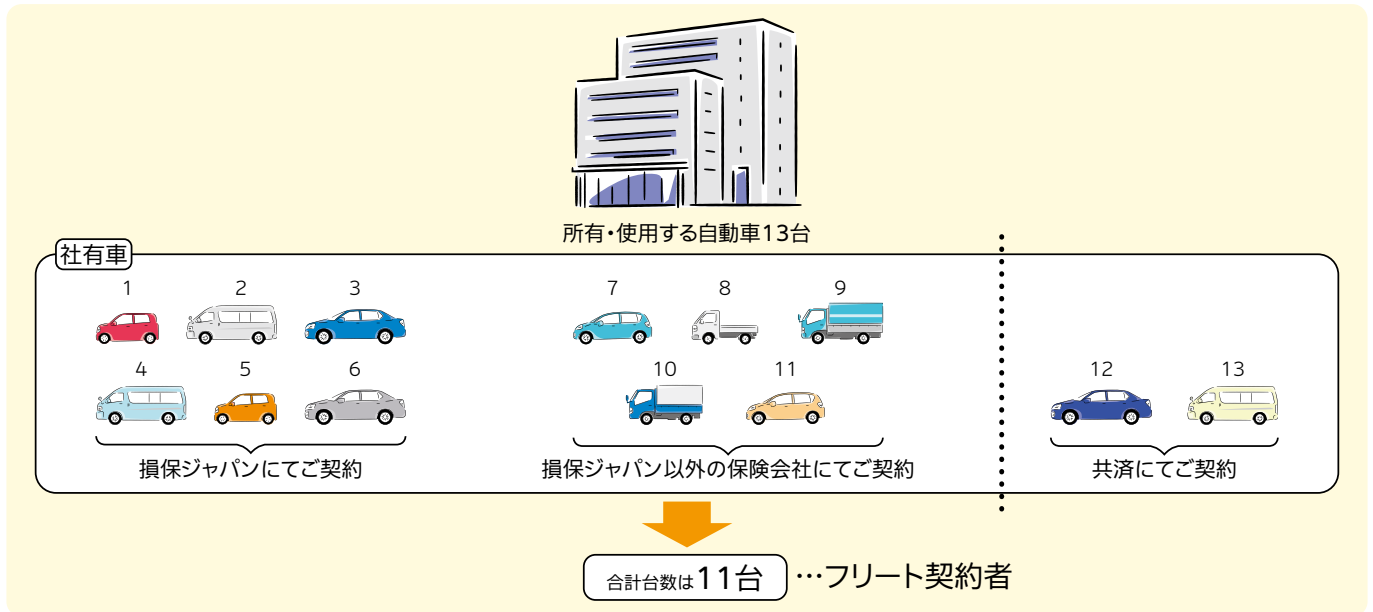 所有・使用する自動車13台
社有車
1 2 3 7 8 9
4 5 6 10 11 12 13
損保ジャパンにてご契約 損保ジャパン以外の保険会社にてご契約 共済にてご契約
合計台数は11台 …フリート契約者